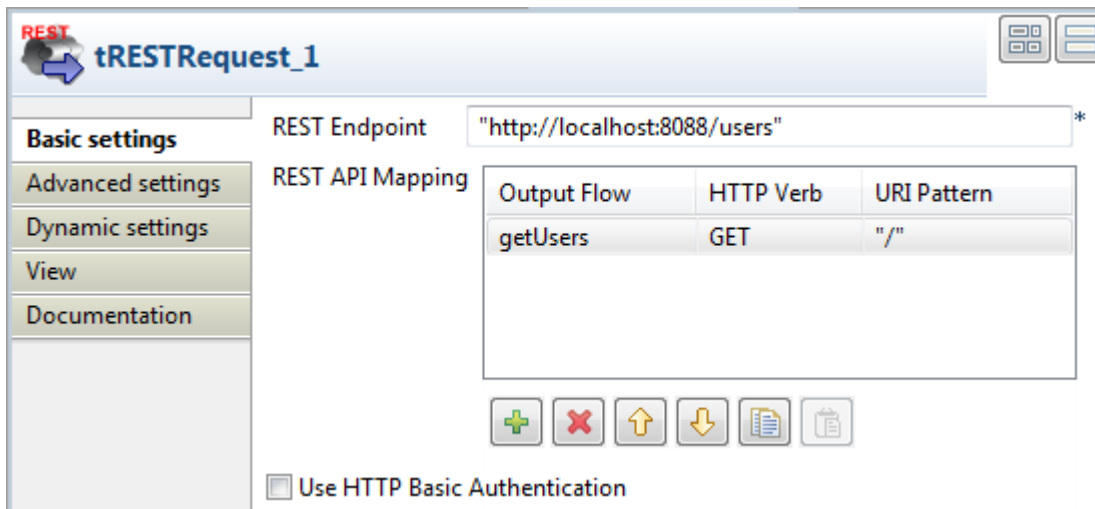 REST
tRESTRequest_1
Basic settings
Advanced settings
Dynamic settings
View
Documentation
REST Endpoint "http://localhost:8088/users" *
REST API Mapping
Output Flow HTTP Verb URI Pattern
getUsers GET "/"
Use HTTP Basic Authentication